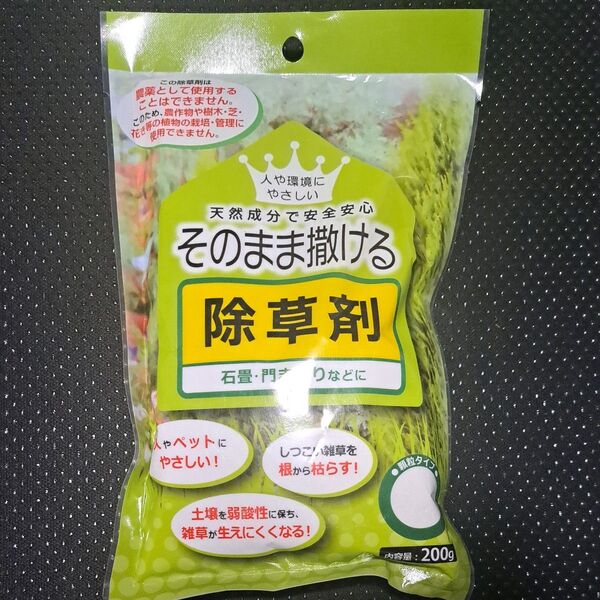 この除草剤は
農薬として使用する
ことはできません。
このため、農作物や樹木・芝・
花き等の植物の栽培・管理に
使用できません。
人や環境に
やさしい
天然成分で安全安心
そのまま撒ける
除草剤
石畳・門まわりなどに
人やペットに
やさしい!
しつこい雑草を
根から枯らす!
土壌を弱酸性に保ち、
雑草が生えにくくなる!
顆粒タイプ
内容量:200g